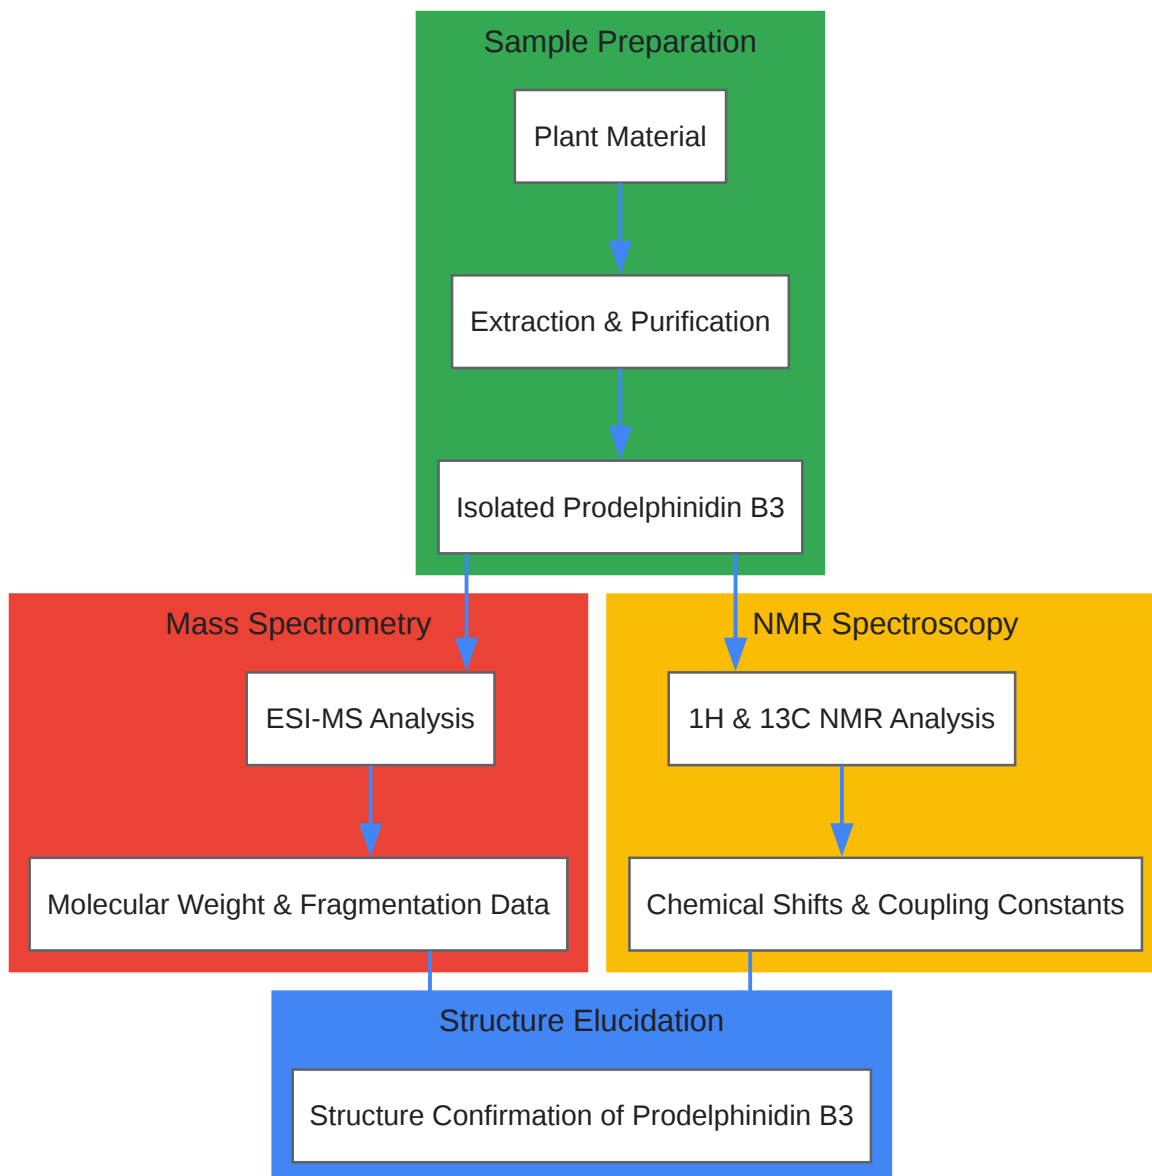 Sample Preparation
Plant Material
Extraction & Purification
Isolated Prodelphinidin B3
Mass Spectrometry
NMR Spectroscopy
ESI-MS Analysis
1H & 13C NMR Analysis
Molecular Weight & Fragmentation Data
Chemical Shifts & Coupling Constants
Structure Elucidation
Structure Confirmation of Prodelphinidin B3